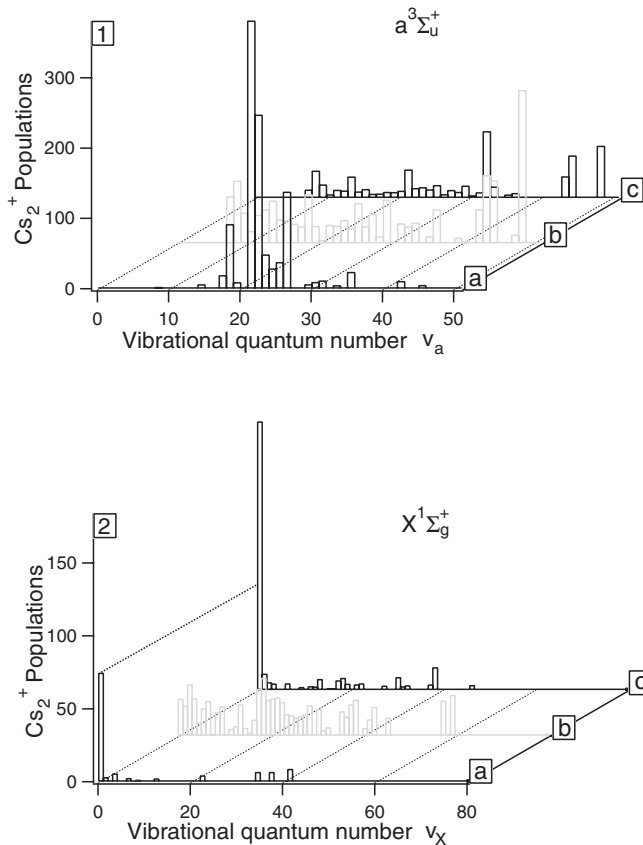 1
a³Σᵤ⁺
300
200
100
0
Cs₂⁺ Populations
c
b
a
0 10 20 30 40 50
Vibrational quantum number vₐ
2
X¹Σg⁺
150
100
50
0
Cs₂⁺ Populations
c
b
a
0 20 40 60 80
Vibrational quantum number v_X